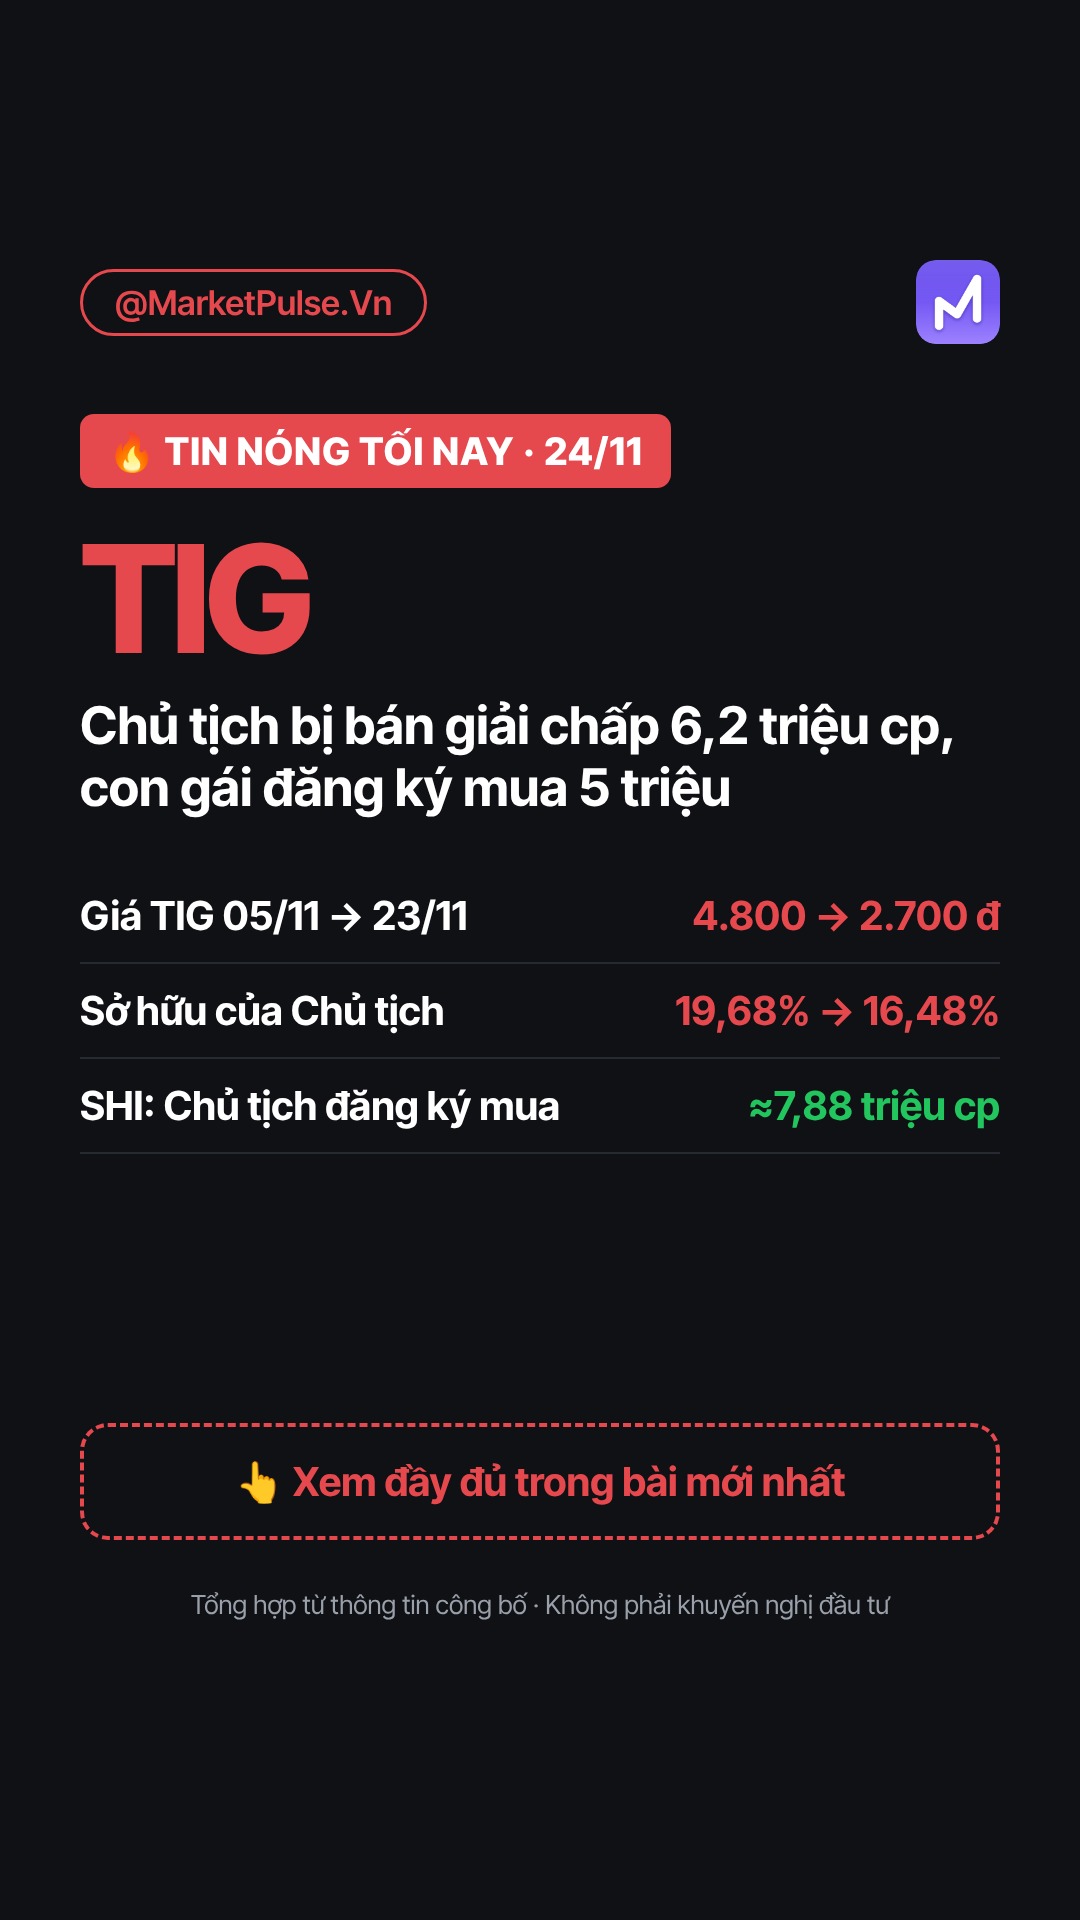 @MarketPulse.Vn
🔥 TIN NÓNG TỐI NAY · 24/11
TIG
Chủ tịch bị bán giải chấp 6,2 triệu cp,
con gái đăng ký mua 5 triệu
Giá TIG 05/11 → 23/11 4.800 → 2.700 đ
Sở hữu của Chủ tịch 19,68% → 16,48%
SHI: Chủ tịch đăng ký mua ≈7,88 triệu cp
👆 Xem đầy đủ trong bài mới nhất
Tổng hợp từ thông tin công bố · Không phải khuyến nghị đầu tư